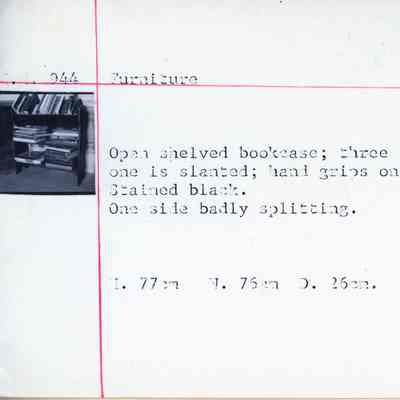 944 Furniture
Open shelved bookcase; three
one is slanted; hand grips on
Stained black.
One side badly splitting.
H. 77cm W. 76cm D. 26cm.